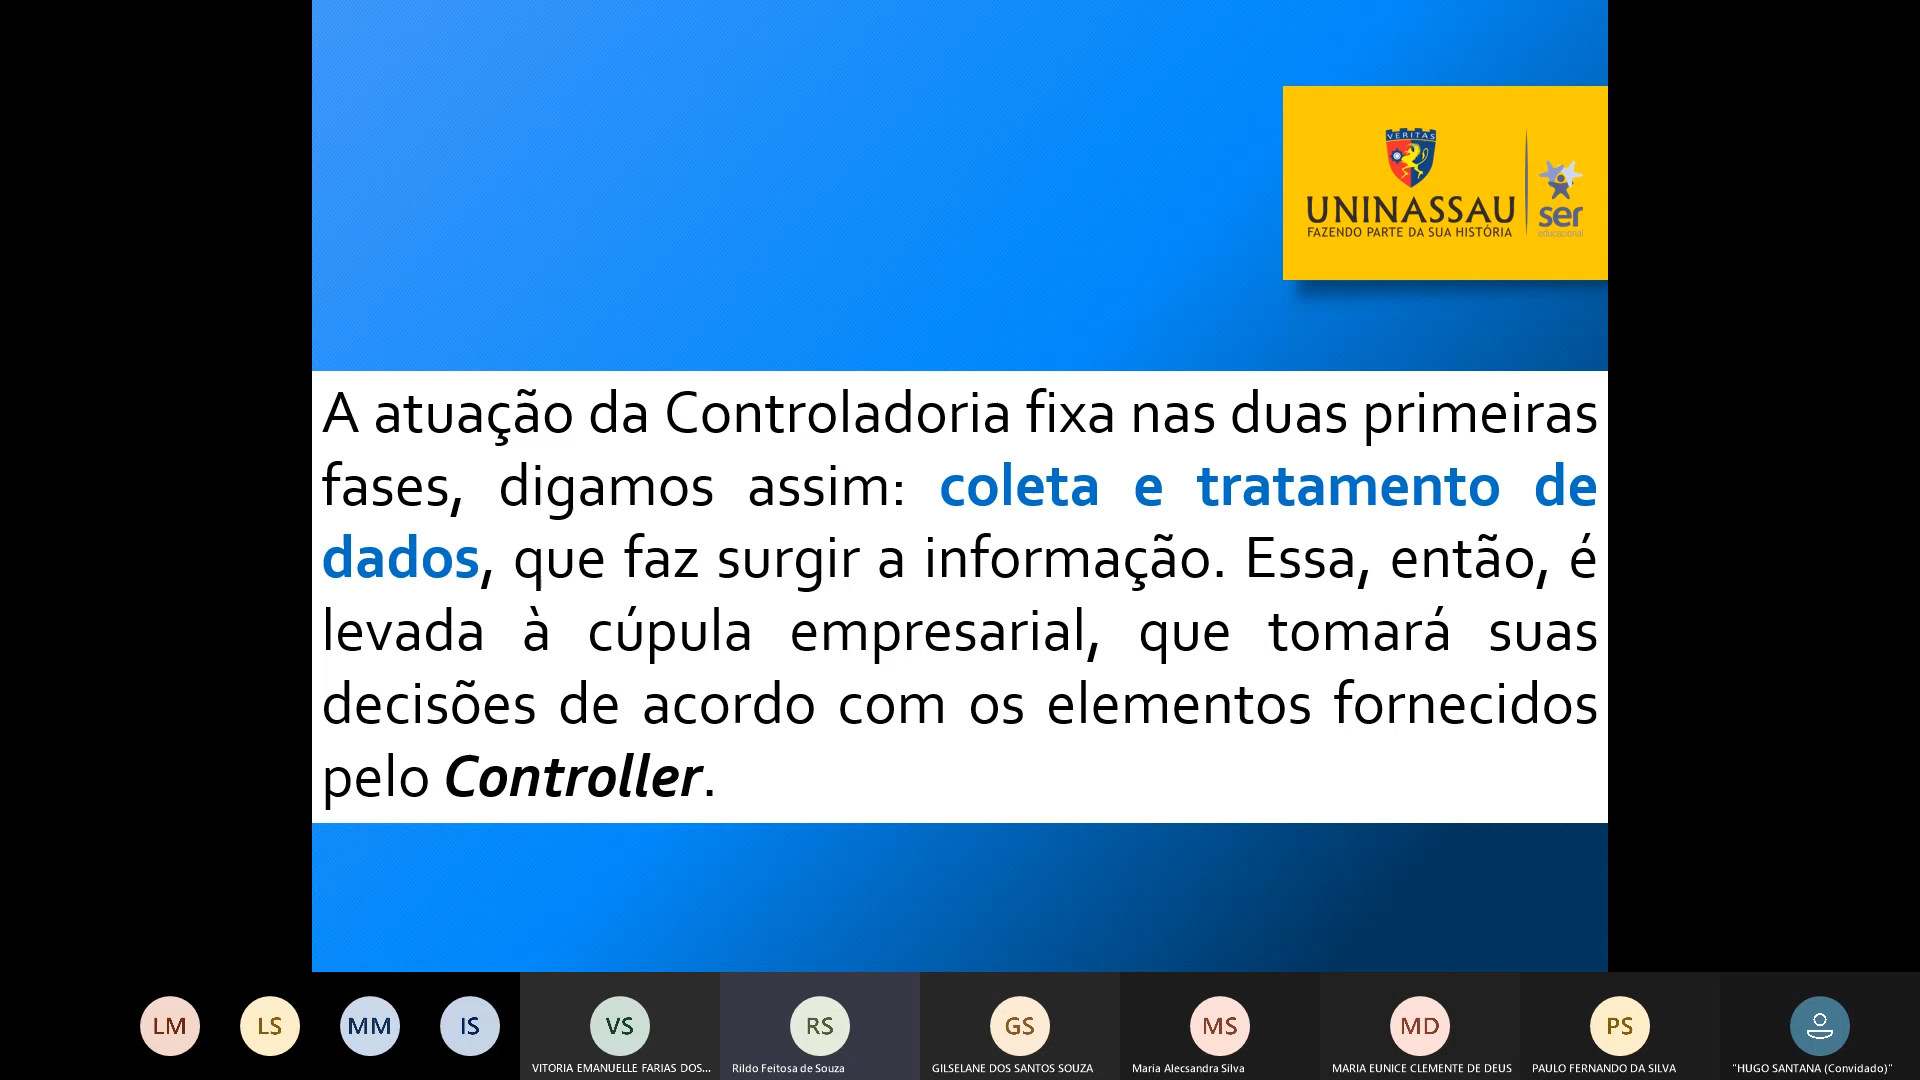 VERITAS
UNINASSAU
FAZENDO PARTE DA SUA HISTÓRIA
ser
educacional
A atuação da Controladoria fixa nas duas primeiras
fases, digamos assim: coleta e tratamento de
dados, que faz surgir a informação. Essa, então, é
levada à cúpula empresarial, que tomará suas
decisões de acordo com os elementos fornecidos
pelo Controller.
LM
LS
MM
IS
VS
RS
GS
MS
MD
PS
VITORIA EMANUELLE FARIAS DOS...
Rildo Feitosa de Souza
GILSELANE DOS SANTOS SOUZA
Maria Alecsandra Silva
MARIA EUNICE CLEMENTE DE DEUS
PAULO FERNANDO DA SILVA
"HUGO SANTANA (Convidado)"